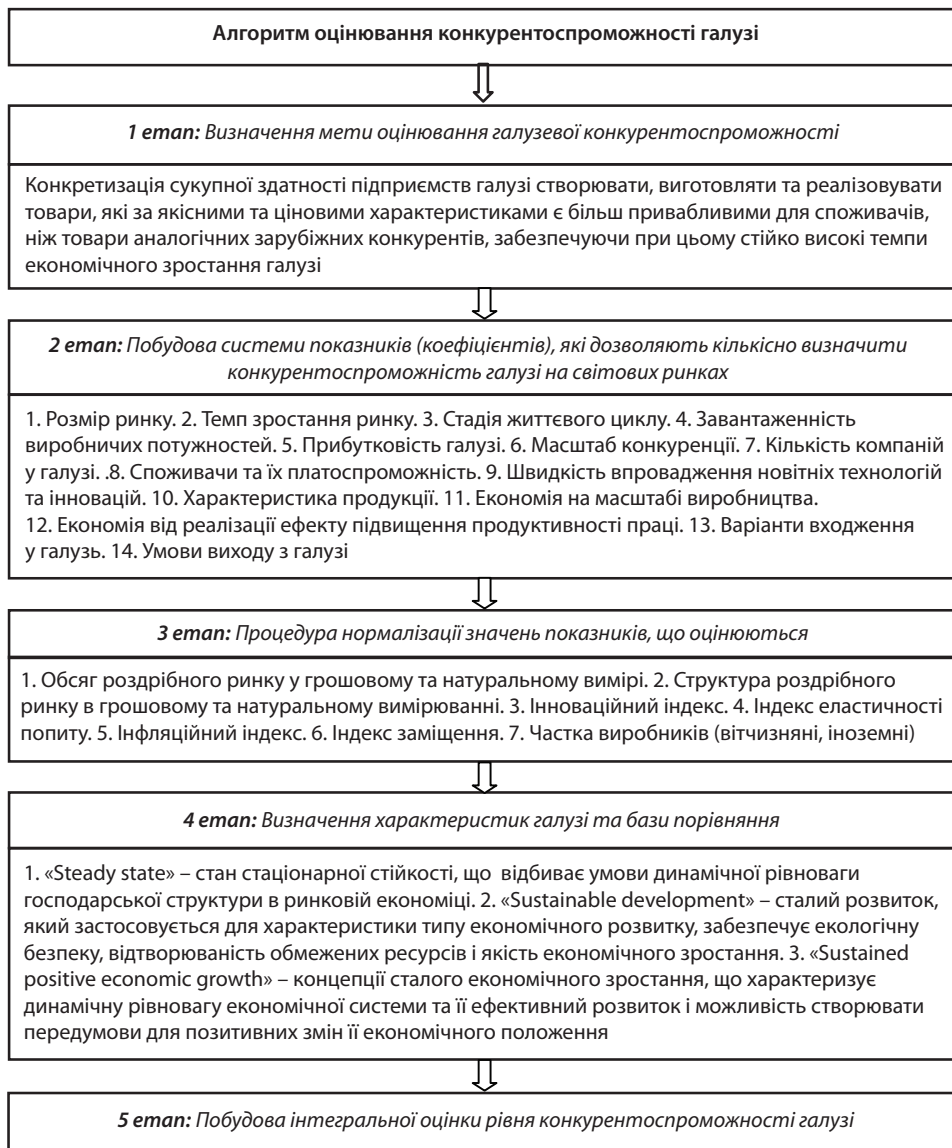 Алгоритм оцінювання конкурентоспроможності галузі
1 етап: Визначення мети оцінювання галузевої конкурентоспроможності
Конкретизація сукупної здатності підприємств галузі створювати, виготовляти та реалізовувати
товари, які за якісними та ціновими характеристиками є більш привабливими для споживачів,
ніж товари аналогічних зарубіжних конкурентів, забезпечуючи при цьому стійко високі темпи
економічного зростання галузі
2 етап: Побудова системи показників (коефіцієнтів), які дозволяють кількісно визначити
конкурентоспроможність галузі на світових ринках
1. Розмір ринку. 2. Темп зростання ринку. 3. Стадія життєвого циклу. 4. Завантаженність
виробничих потужностей. 5. Прибутковість галузі. 6. Масштаб конкуренції. 7. Кількість компаній
у галузі. .8. Споживачи та їх платоспроможність. 9. Швидкість впровадження новітніх технологій
та інновацій. 10. Характеристика продукції. 11. Економія на масштабі виробництва.
12. Економія від реалізації ефекту підвищення продуктивності праці. 13. Варіанти входження
у галузь. 14. Умови виходу з галузі
3 етап: Процедура нормалізації значень показників, що оцінюються
1. Обсяг роздрібного ринку у грошовому та натуральному вимірі. 2. Структура роздрібного
ринку в грошовому та натуральному вимірюванні. 3. Інноваційний індекс. 4. Індекс еластичності
попиту. 5. Інфляційний індекс. 6. Індекс заміщення. 7. Частка виробників (вітчизняні, іноземні)
4 етап: Визначення характеристик галузі та бази порівняння
1. «Steady state» – стан стаціонарної стійкості, що відбиває умови динамічної рівноваги
господарської структури в ринковій економіці. 2. «Sustainable development» – сталий розвиток,
який застосовується для характеристики типу економічного розвитку, забезпечує екологічну
безпеку, відтворюваність обмежених ресурсів і якість економічного зростання. 3. «Sustained
positive economic growth» – концепції сталого економічного зростання, що характеризує
динамічну рівновагу економічної системи та її ефективний розвиток і можливість створювати
передумови для позитивних змін її економічного положення
5 етап: Побудова інтегральної оцінки рівня конкурентоспроможності галузі